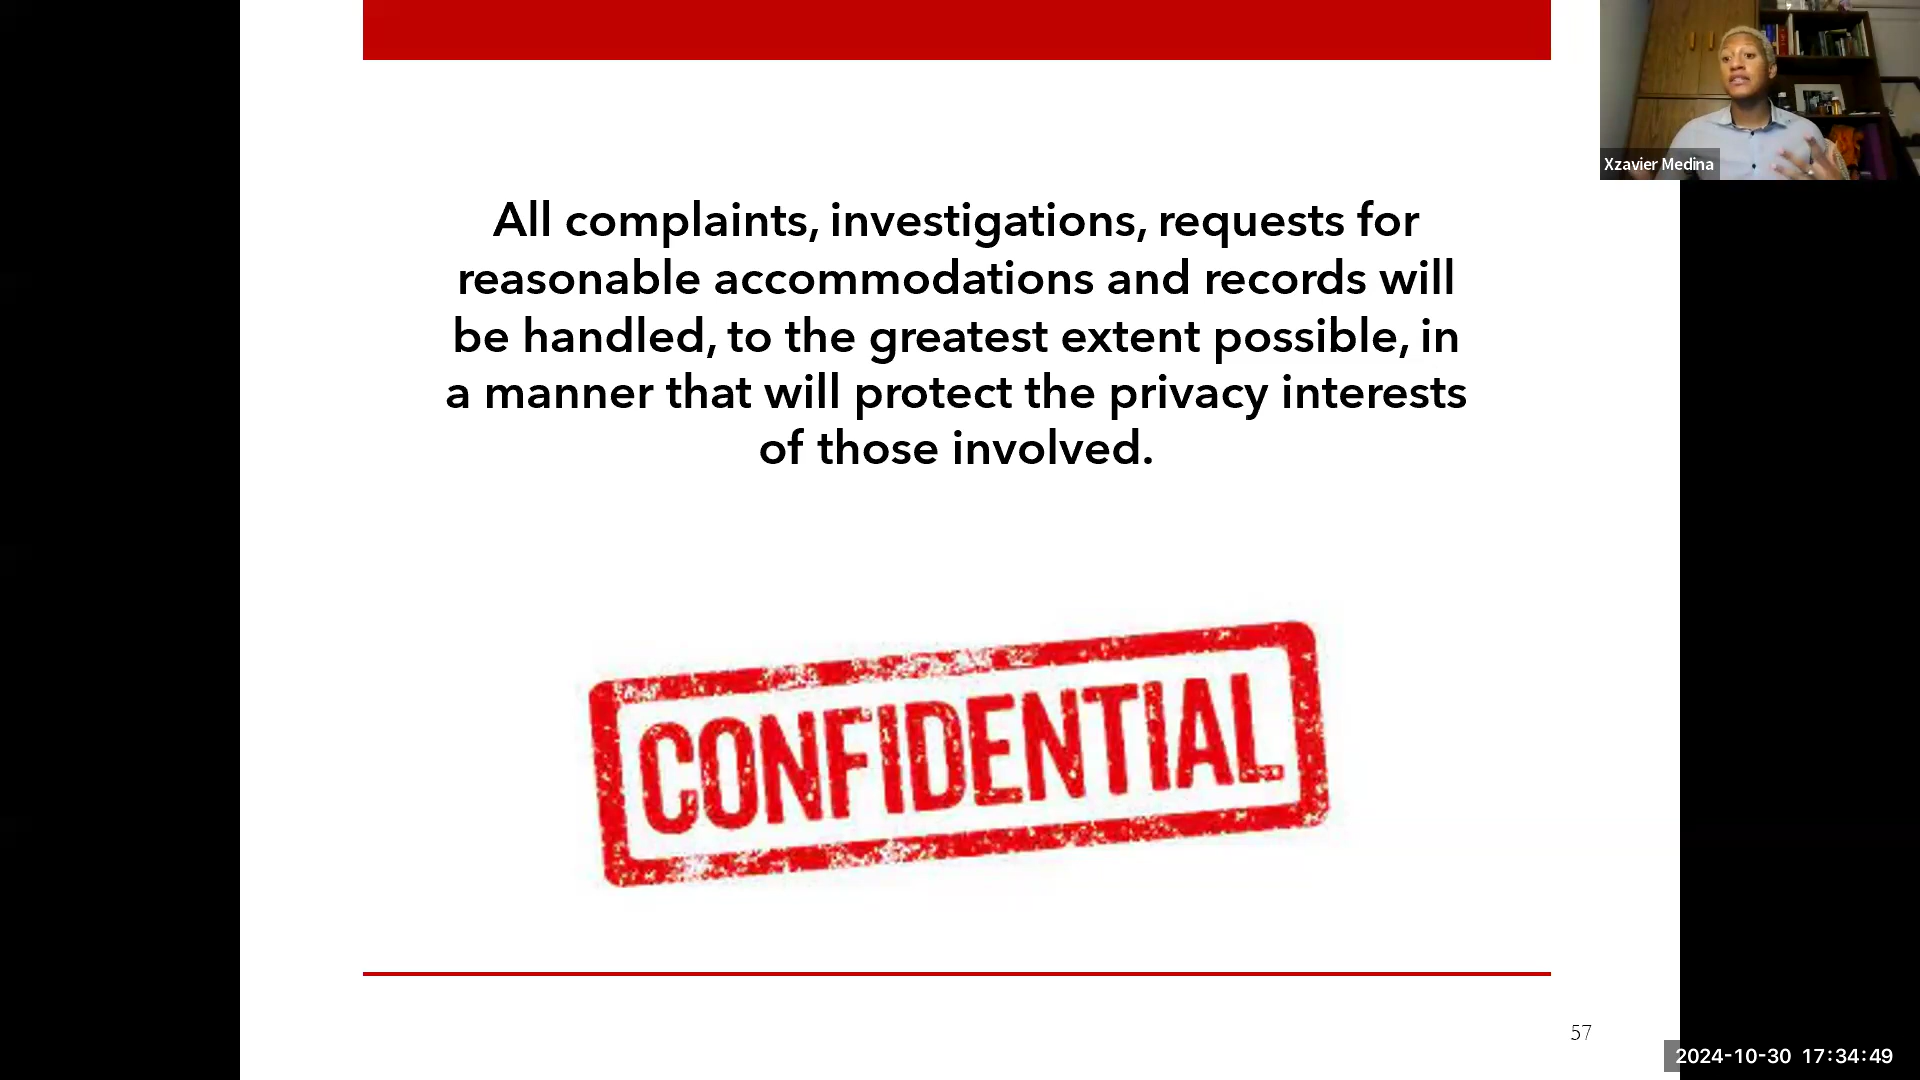 Xzavier Medina
All complaints, investigations, requests for
reasonable accommodations and records will
be handled, to the greatest extent possible, in
a manner that will protect the privacy interests
of those involved.
CONFIDENTIAL
57
2024-10-30 17:34:49